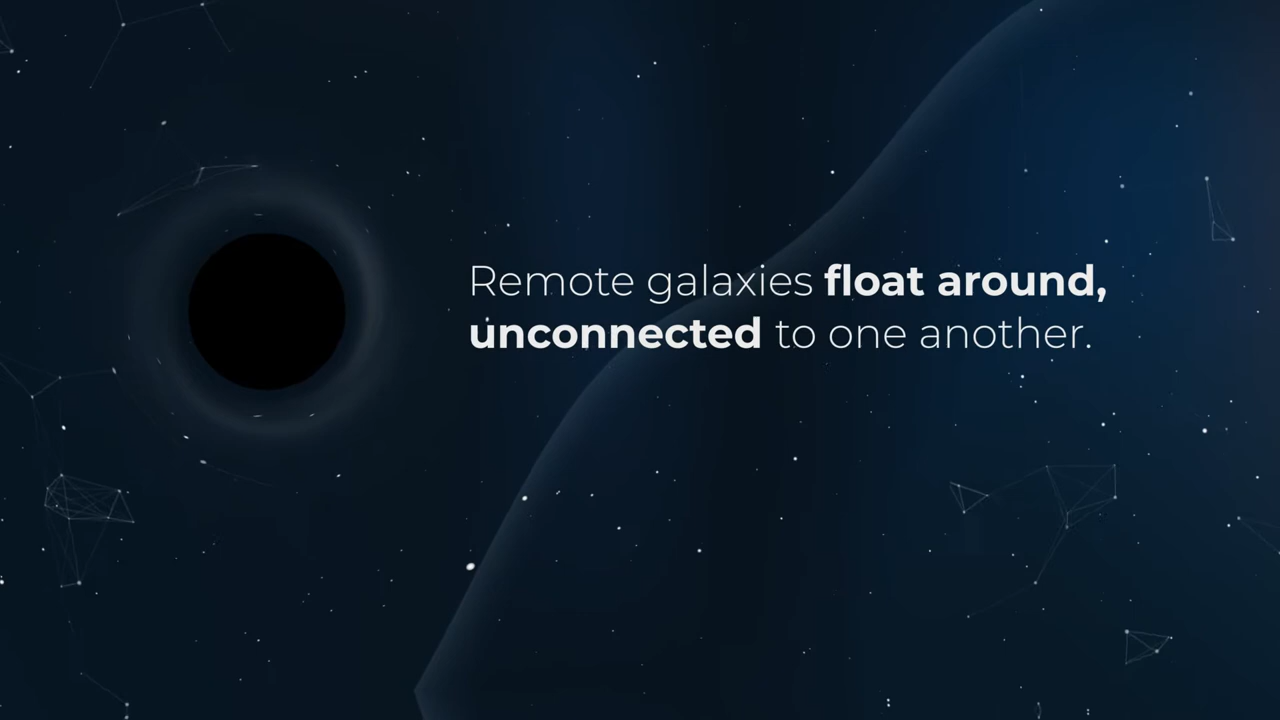 Remote galaxies float around,
unconnected to one another.